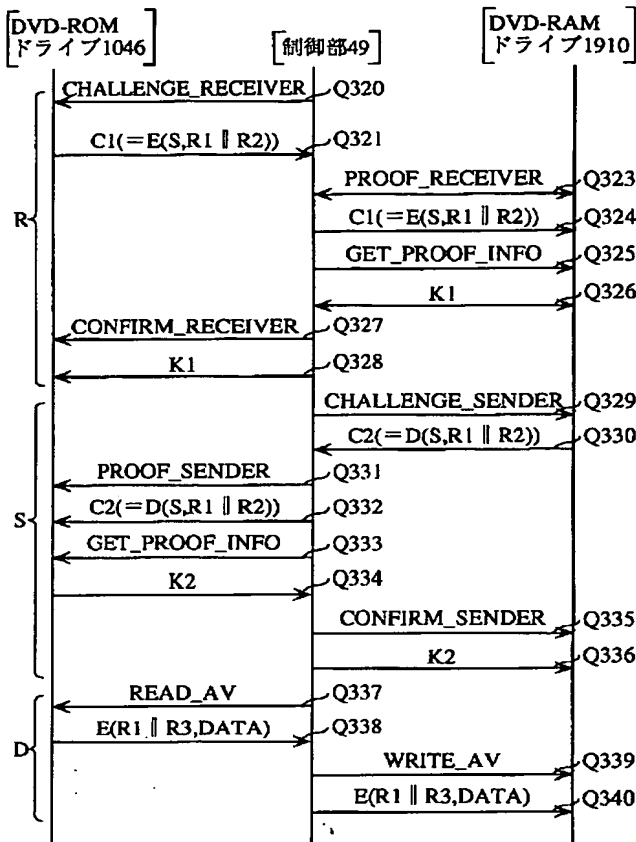 DVD-ROM
ドライブ1046
制御部49
DVD-RAM
ドライブ1910
CHALLENGE_RECEIVER Q320
C1(=E(S,R1 ∥ R2)) Q321
PROOF_RECEIVER Q323
R C1(=E(S,R1 ∥ R2)) Q324
GET_PROOF_INFO Q325
K1 Q326
CONFIRM_RECEIVER Q327
K1 Q328
CHALLENGE_SENDER Q329
C2(=D(S,R1 ∥ R2)) Q330
PROOF_SENDER Q331
S C2(=D(S,R1 ∥ R2)) Q332
GET_PROOF_INFO Q333
K2 Q334
CONFIRM_SENDER Q335
K2 Q336
READ_AV Q337
D E(R1 ∥ R3,DATA) Q338
WRITE_AV Q339
E(R1 ∥ R3,DATA) Q340